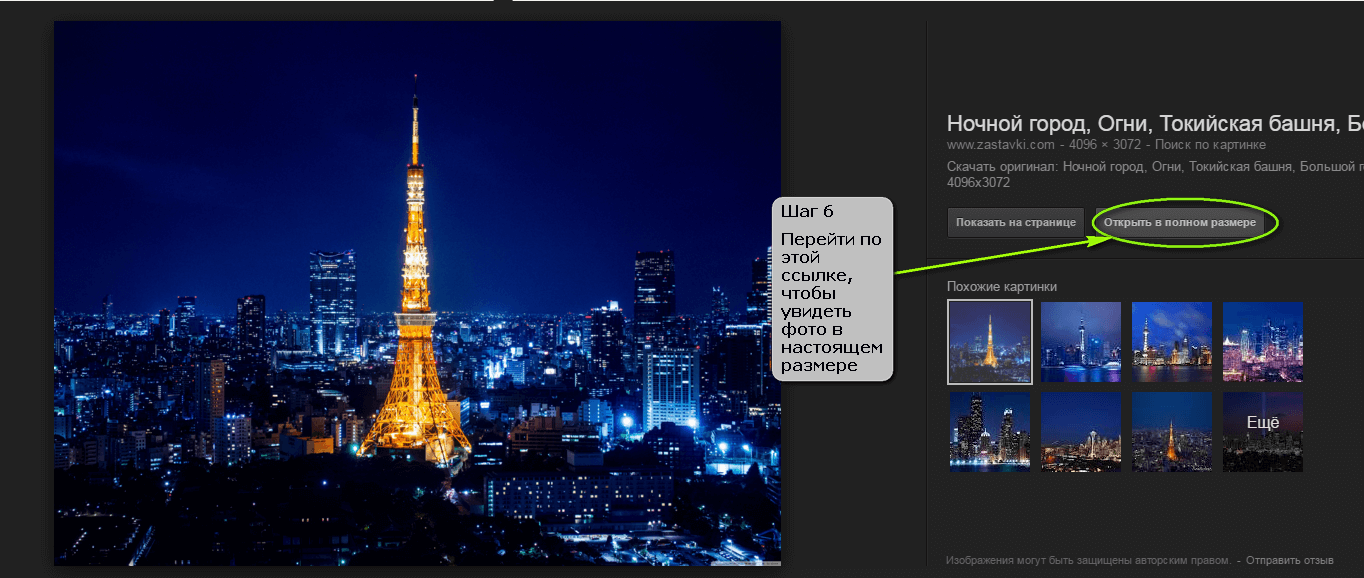 Ночной город, Огни, Токийская башня, Б
www.zastavki.com - 4096 × 3072 - Поиск по картинке
Скачать оригинал: Ночной город, Огни, Токийская башня, Большой г
4096x3072
Показать на странице
Открыть в полном размере
Шаг 6
Перейти по
этой
ссылке,
чтобы
увидеть
фото в
настоящем
размере
Похожие картинки
Ещё
Изображения могут быть защищены авторским правом. - Отправить отзыв